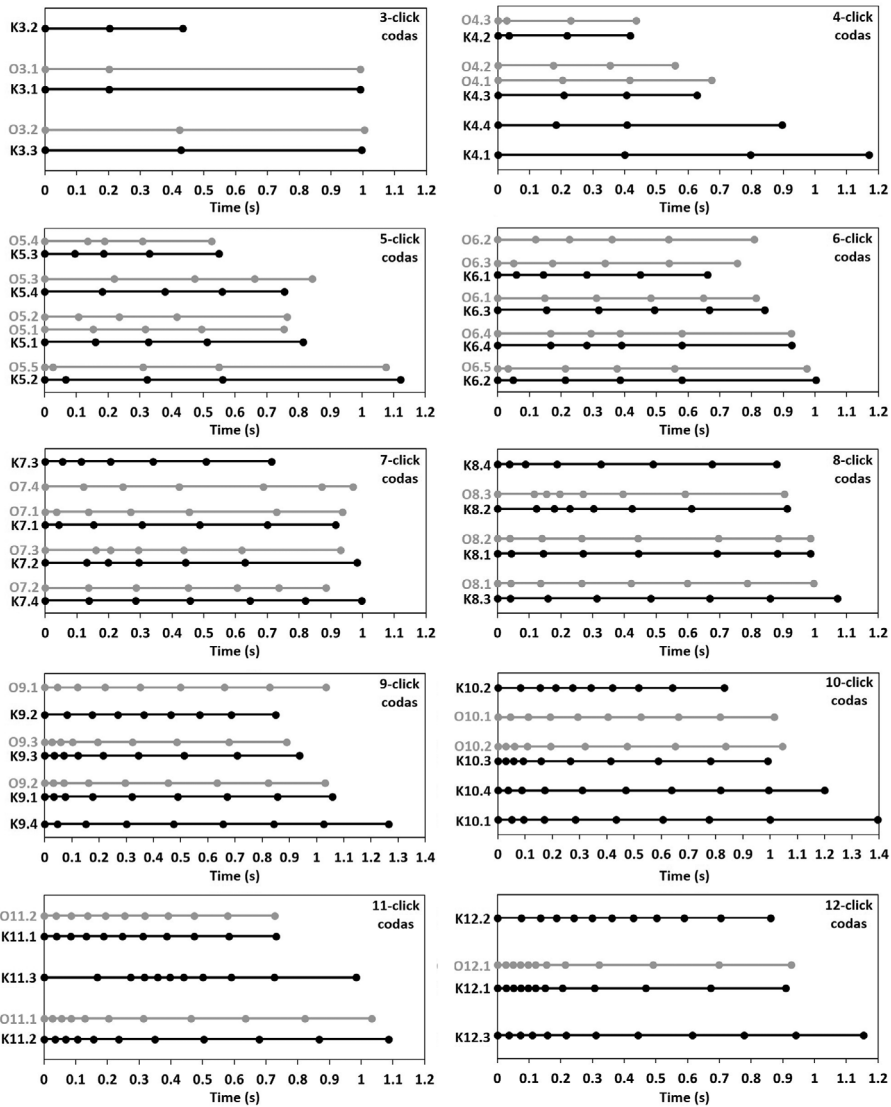 3-click
codas
K3.2
O3.1
K3.1
O3.2
K3.3
0 0.1 0.2 0.3 0.4 0.5 0.6 0.7 0.8 0.9 1 1.1 1.2
Time (s)
4-click
codas
O4.3
K4.2
O4.2
O4.1
K4.3
K4.4
K4.1
0 0.1 0.2 0.3 0.4 0.5 0.6 0.7 0.8 0.9 1 1.1 1.2
Time (s)
5-click
codas
O5.4
K5.3
O5.3
K5.4
O5.2
O5.1
K5.1
O5.5
K5.2
0 0.1 0.2 0.3 0.4 0.5 0.6 0.7 0.8 0.9 1 1.1 1.2
Time (s)
6-click
codas
O6.2
O6.3
K6.1
O6.1
K6.3
O6.4
K6.4
O6.5
K6.2
0 0.1 0.2 0.3 0.4 0.5 0.6 0.7 0.8 0.9 1 1.1 1.2
Time (s)
7-click
codas
K7.3
O7.4
O7.1
K7.1
O7.3
K7.2
O7.2
K7.4
0 0.1 0.2 0.3 0.4 0.5 0.6 0.7 0.8 0.9 1 1.1 1.2
Time (s)
8-click
codas
K8.4
O8.3
K8.2
O8.2
K8.1
O8.1
K8.3
0 0.1 0.2 0.3 0.4 0.5 0.6 0.7 0.8 0.9 1 1.1 1.2
Time (s)
9-click
codas
O9.1
K9.2
O9.3
K9.3
O9.2
K9.1
K9.4
0 0.1 0.2 0.3 0.4 0.5 0.6 0.7 0.8 0.9 1 1.1 1.2 1.3 1.4
Time (s)
10-click
codas
K10.2
O10.1
O10.2
K10.3
K10.4
K10.1
0 0.1 0.2 0.3 0.4 0.5 0.6 0.7 0.8 0.9 1 1.1 1.2 1.3 1.4
Time (s)
11-click
codas
O11.2
K11.1
K11.3
O11.1
K11.2
0 0.1 0.2 0.3 0.4 0.5 0.6 0.7 0.8 0.9 1 1.1 1.2
Time (s)
12-click
codas
K12.2
O12.1
K12.1
K12.3
0 0.1 0.2 0.3 0.4 0.5 0.6 0.7 0.8 0.9 1 1.1 1.2
Time (s)